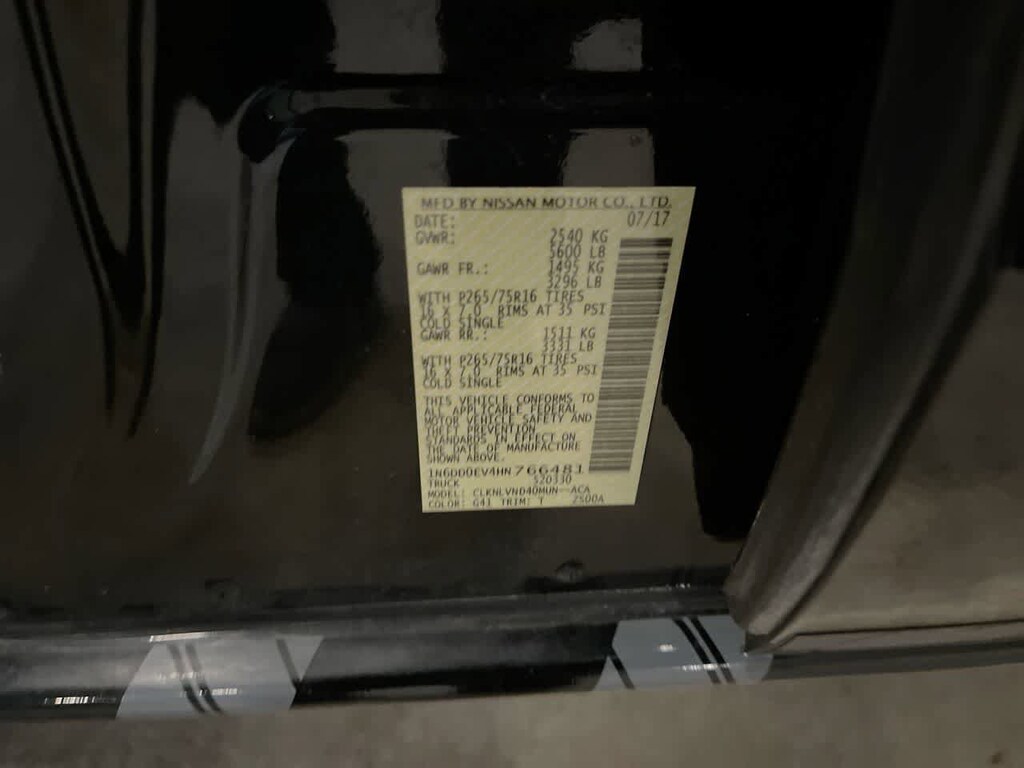 MFD BY NISSAN MOTOR CO., LTD.
DATE: 07/17
GVWR: 2540 KG
5600 LB
GAWR FR.: 1495 KG
3296 LB
WITH P265/75R16 TIRES
16 X 7.0 RIMS AT 35 PSI
COLD SINGLE
GAWR RR.: 1511 KG
3331 LB
WITH P265/75R16 TIRES
16 X 7.0 RIMS AT 35 PSI
COLD SINGLE
THIS VEHICLE CONFORMS TO
ALL APPLICABLE FEDERAL
MOTOR VEHICLE SAFETY AND
THEFT PREVENTION
STANDARDS IN EFFECT ON
THE DATE OF MANUFACTURE
SHOWN ABOVE.
1N6DD0EV4HN766481
TRUCK 520330
MODEL: CLKNLVND40MUN--ACA
COLOR: G41 TRIM: T 2500A